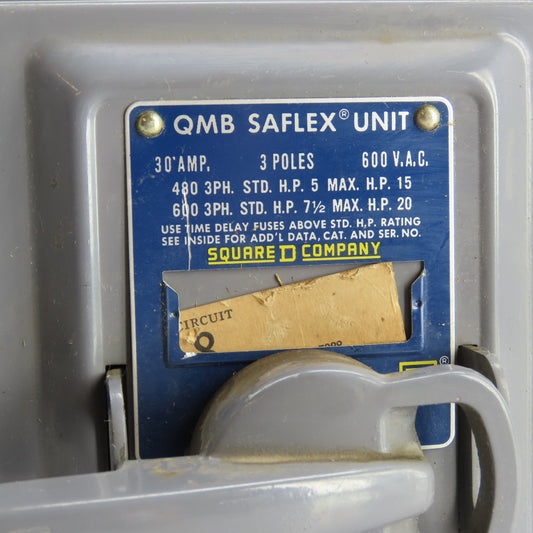 QMB SAFLEX® UNIT
30 AMP. 3 POLES 600 V.A.C.
480 3PH. STD. H.P. 5 MAX. H.P. 15
600 3PH. STD. H.P. 7½ MAX. H.P. 20
USE TIME DELAY FUSES ABOVE STD. H.P. RATING
SEE INSIDE FOR ADD'L DATA, CAT. AND SER. NO.
SQUARE D COMPANY
CIRCUIT
®